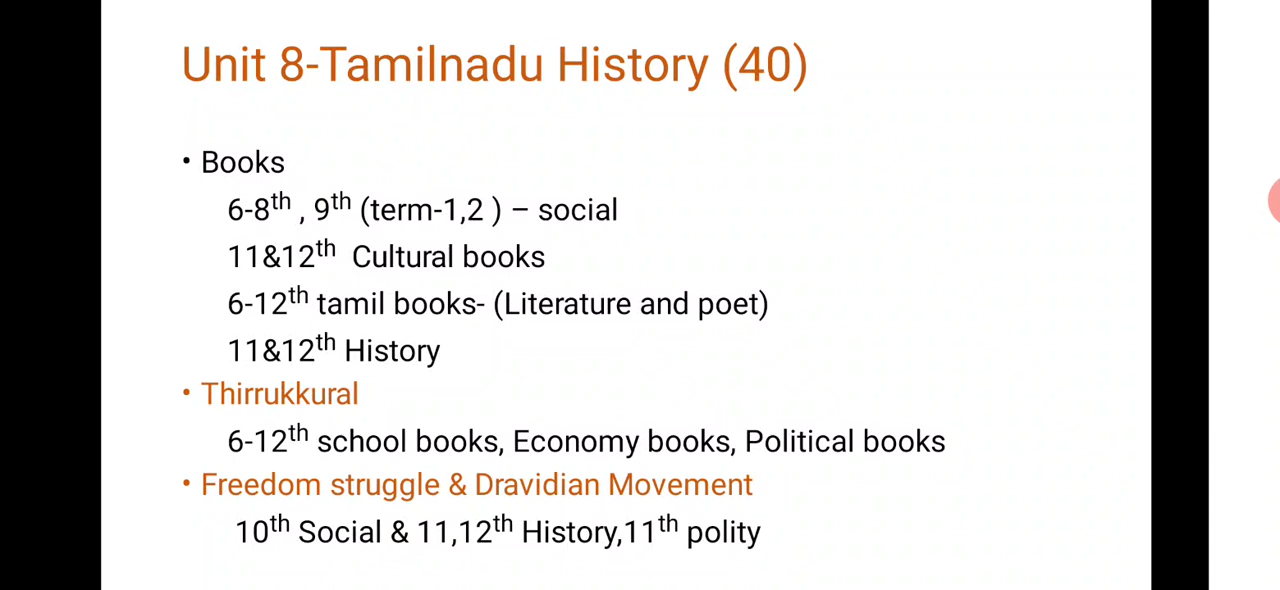 Unit 8-Tamilnadu History (40)
• Books
6-8th , 9th (term-1,2 ) – social
11&12th Cultural books
6-12th tamil books- (Literature and poet)
11&12th History
• Thirrukkural
6-12th school books, Economy books, Political books
• Freedom struggle & Dravidian Movement
10th Social & 11,12th History,11th polity